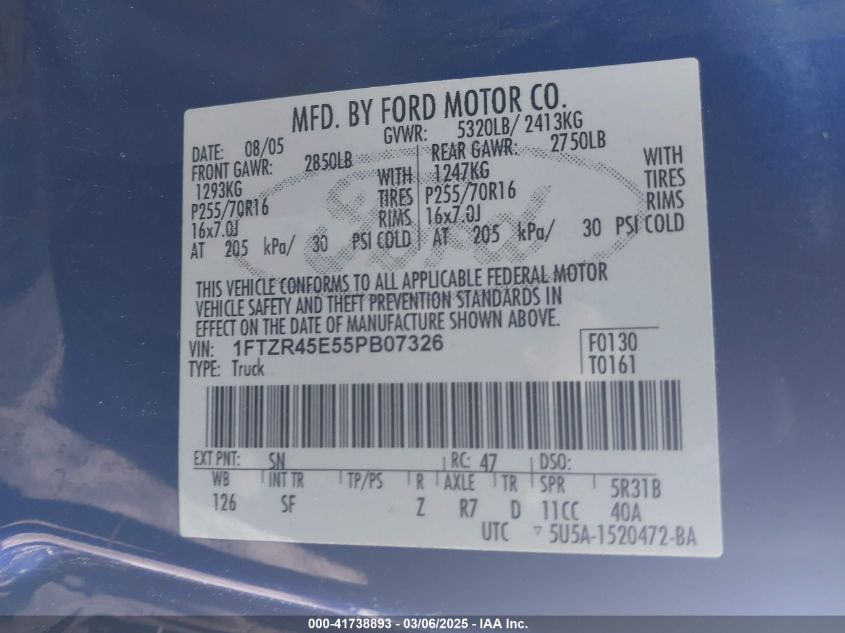 MFD. BY FORD MOTOR CO.
DATE: 08/05 GVWR: 5320LB/ 2413KG
FRONT GAWR: 2850LB REAR GAWR: 2750LB
1293KG WITH 1247KG WITH
P255/70R16 TIRES P255/70R16 TIRES
16x7.0J RIMS 16x7.0J RIMS
AT 205 kPa/ 30 PSI COLD AT 205 kPa/ 30 PSI COLD
Ford
THIS VEHICLE CONFORMS TO ALL APPLICABLE FEDERAL MOTOR
VEHICLE SAFETY AND THEFT PREVENTION STANDARDS IN
EFFECT ON THE DATE OF MANUFACTURE SHOWN ABOVE.
VIN: 1FTZR45E55PB07326 F0130
TYPE: Truck T0161
EXT PNT: SN RC: 47 DSO:
WB INT TR TP/PS R AXLE TR SPR 5R31B
126 SF Z R7 D 11CC 40A
UTC 5U5A-1520472-BA
000-41738893 - 03/06/2025 - IAA Inc.